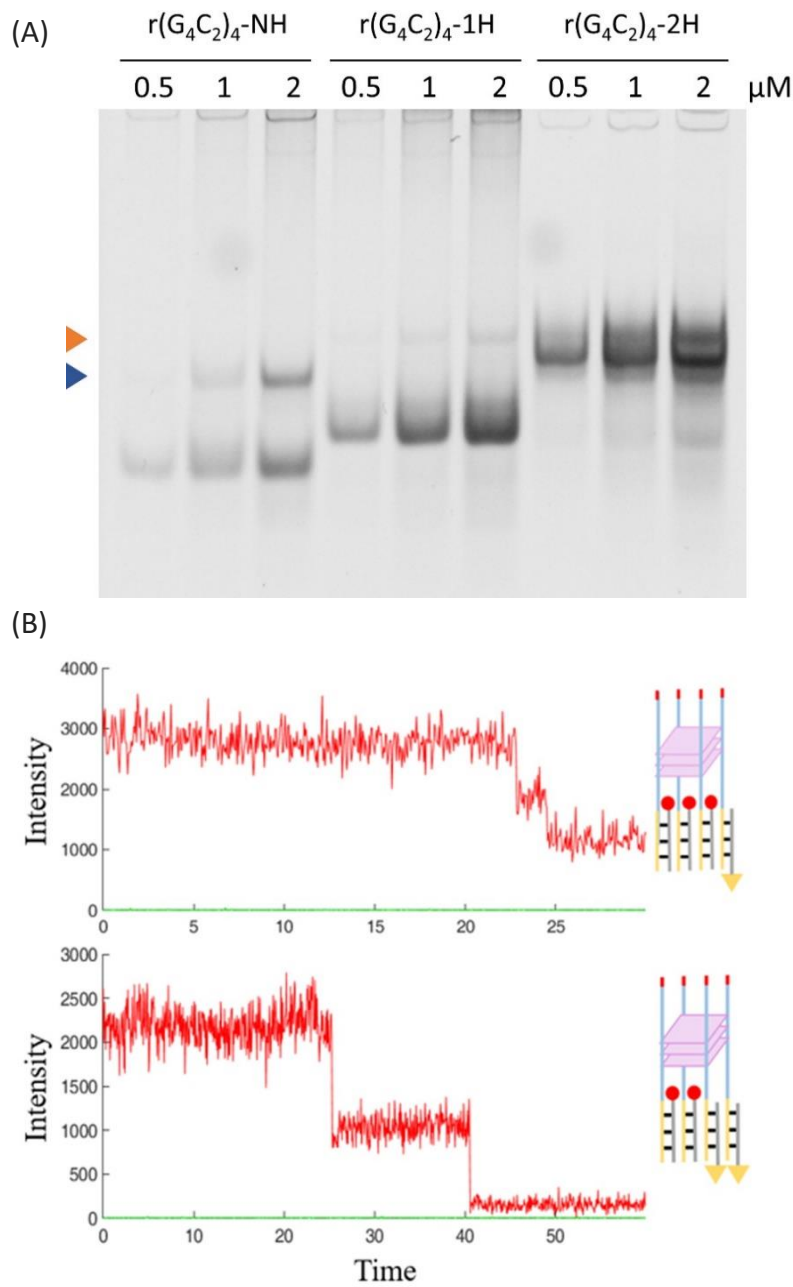 (A)
r(G₄C₂)₄-NH r(G₄C₂)₄-1H r(G₄C₂)₄-2H
0.5 1 2 0.5 1 2 0.5 1 2 μM
(B)
4000
3000
2000
1000
0
Intensity
0 5 10 15 20 25
3000
2500
2000
1500
1000
500
0
Intensity
0 10 20 30 40 50
Time